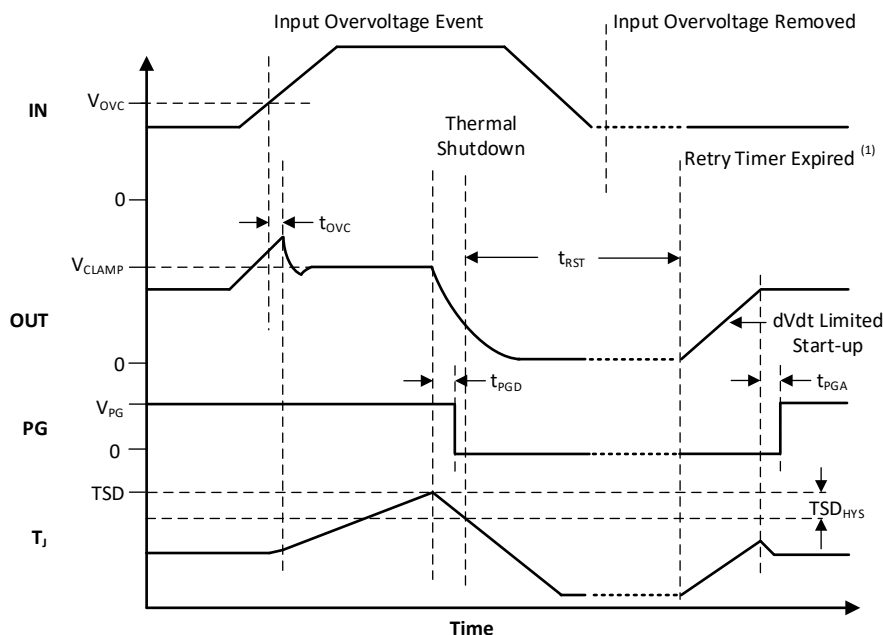 Input Overvoltage Event
Input Overvoltage Removed
IN
VOVC
0
Thermal
Shutdown
Retry Timer Expired (1)
tOVC
VCLAMP
tRST
OUT
dVdt Limited
Start-up
0
tPGD
tPGA
VPG
PG
0
TSD
TSDHYS
TJ
Time